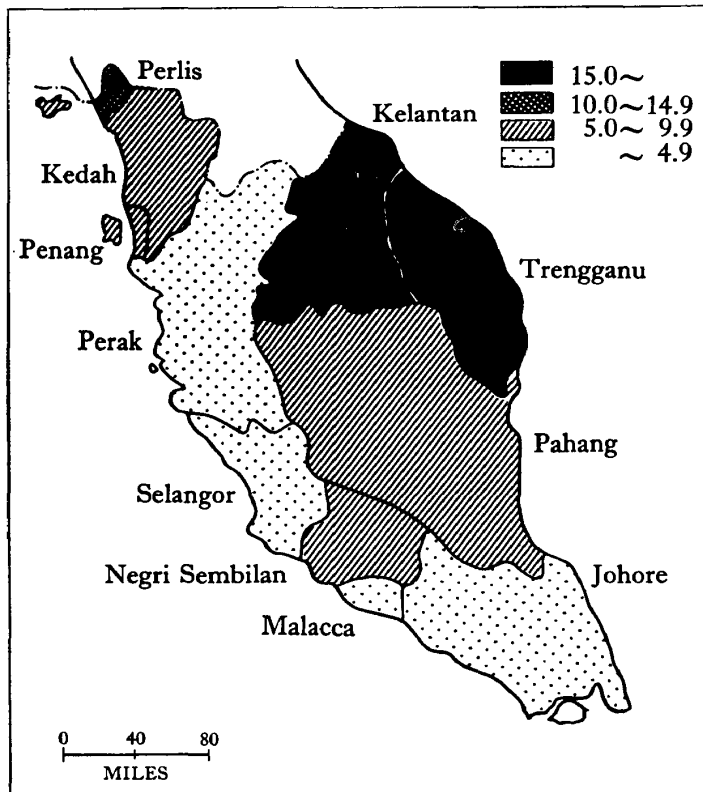 Perlis
15.0~
10.0~14.9
5.0~ 9.9
~ 4.9
Kelantan
Kedah
Penang
Trengganu
Perak
Pahang
Selangor
Negri Sembilan
Johore
Malacca
0 40 80
MILES